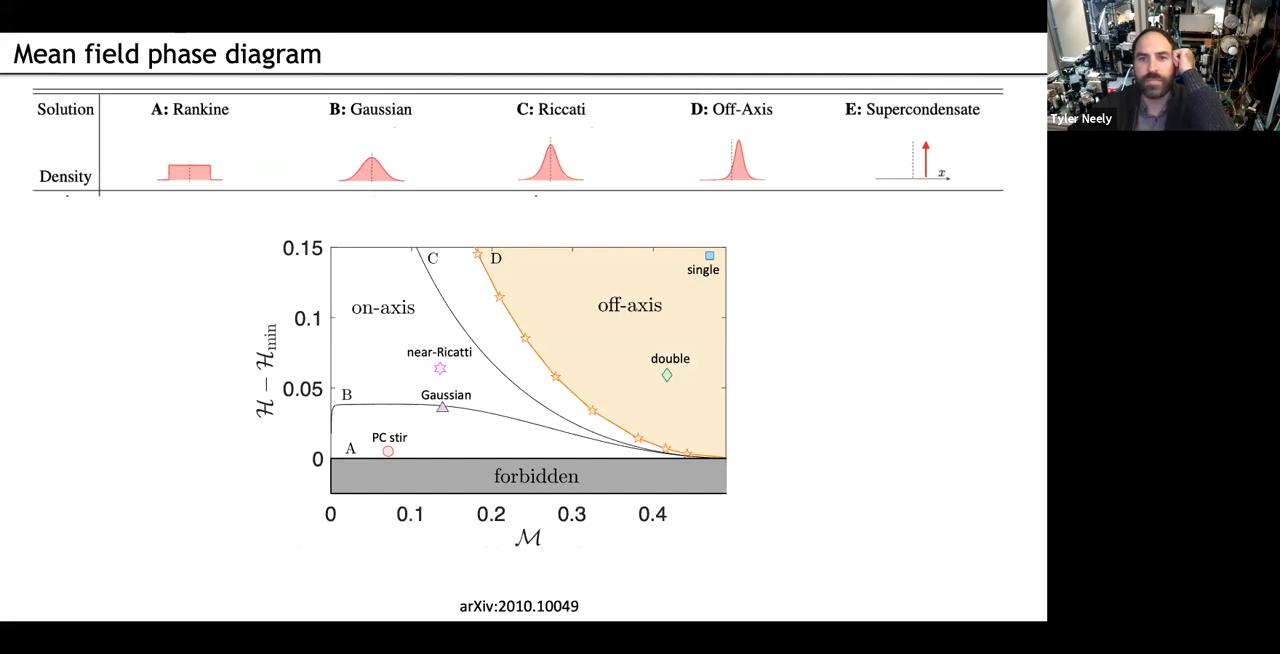 Mean field phase diagram
Tyler Neely
Solution A: Rankine B: Gaussian C: Riccati D: Off-Axis E: Supercondensate
Density
x
0.15
C
D
single
on-axis
off-axis
0.1
near-Ricatti
double
0.05
B
Gaussian
PC stir
A
0
forbidden
ℋ − ℋmin
0 0.1 0.2 0.3 0.4
ℳ
arXiv:2010.10049